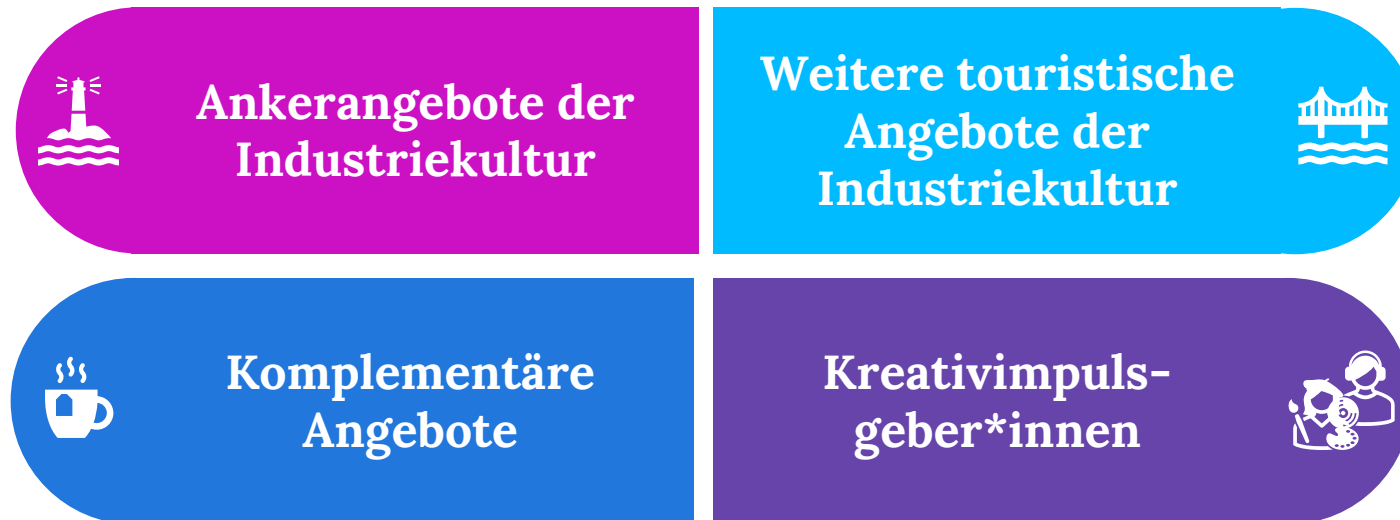 Ankerangebote der
Industriekultur
Weitere touristische
Angebote der
Industriekultur
Komplementäre
Angebote
Kreativimpuls-
geber*innen